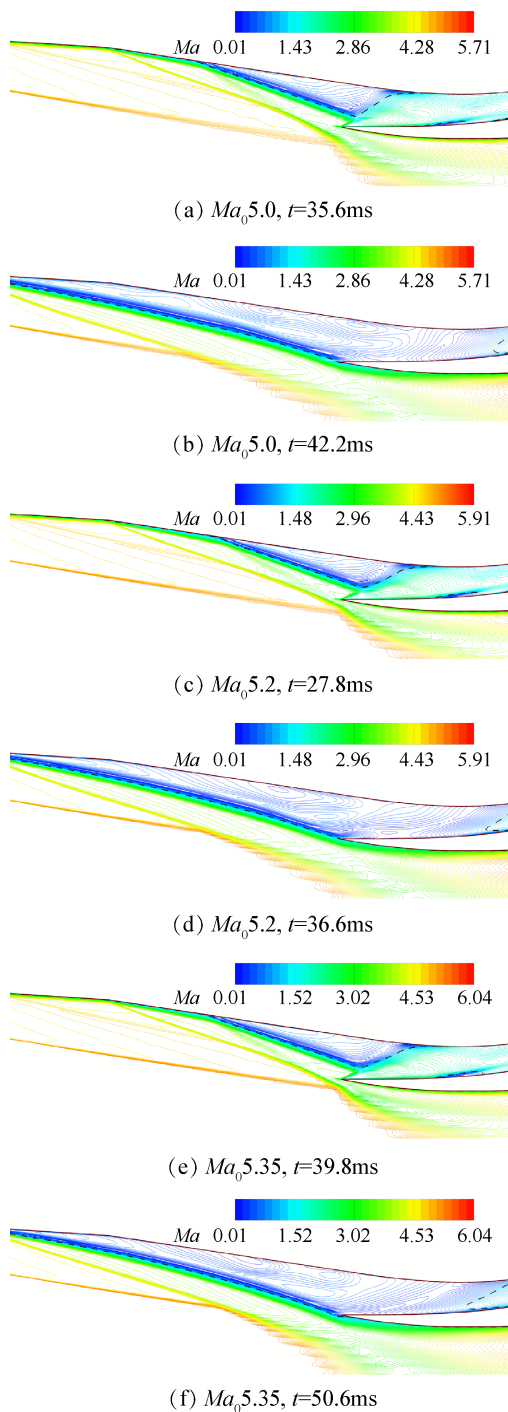 Ma 0.01 1.43 2.86 4.28 5.71
(a) Ma₀5.0, t=35.6ms
Ma 0.01 1.43 2.86 4.28 5.71
(b) Ma₀5.0, t=42.2ms
Ma 0.01 1.48 2.96 4.43 5.91
(c) Ma₀5.2, t=27.8ms
Ma 0.01 1.48 2.96 4.43 5.91
(d) Ma₀5.2, t=36.6ms
Ma 0.01 1.52 3.02 4.53 6.04
(e) Ma₀5.35, t=39.8ms
Ma 0.01 1.52 3.02 4.53 6.04
(f) Ma₀5.35, t=50.6ms